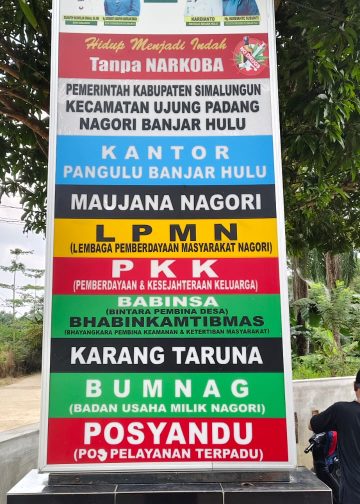 KARDIANTO
Hidup Menjadi Indah
Tanpa NARKOBA
PEMERINTAH KABUPATEN SIMALUNGUN
KECAMATAN UJUNG PADANG
NAGORI BANJAR HULU
KANTOR
PANGULU BANJAR HULU
MAUJANA NAGORI
LPMN
(LEMBAGA PEMBERDAYAAN MASYARAKAT NAGORI)
PKK
(PEMBERDAYAAN & KESEJAHTERAAN KELUARGA)
BABINSA
(BINTARA PEMBINA DESA)
BHABINKAMTIBMAS
(BHAYANGKARA PEMBINA KEAMANAN & KETERTIBAN MASYARAKAT)
KARANG TARUNA
BUMNAG
(BADAN USAHA MILIK NAGORI)
POSYANDU
(POS PELAYANAN TERPADU)